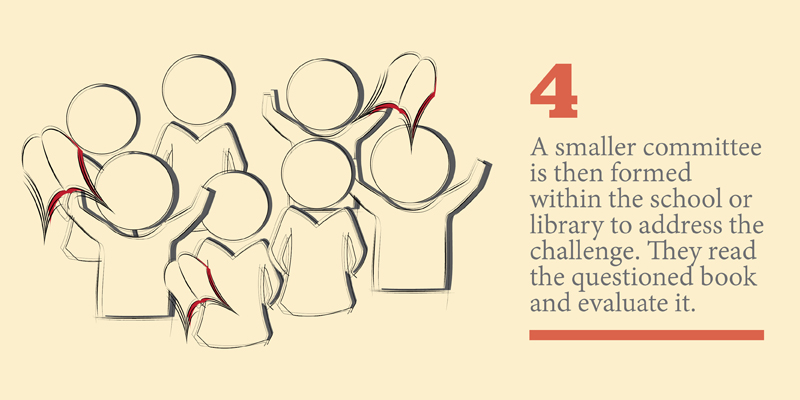 4
A smaller committee
is then formed
within the school or
library to address the
challenge. They read
the questioned book
and evaluate it.